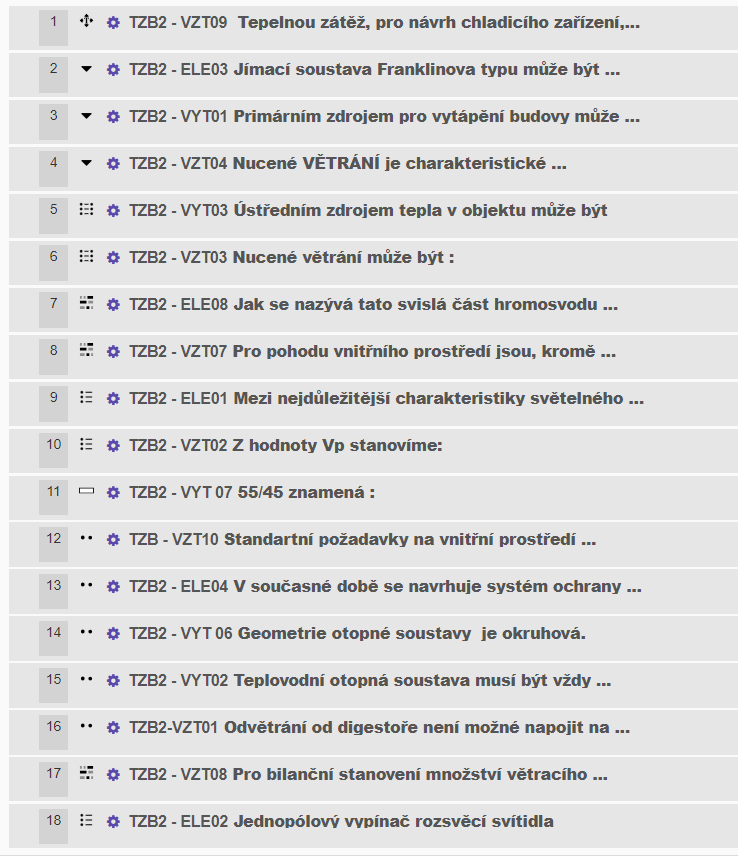 1 TZB2 - VZT09 Tepelnou zátěž, pro návrh chladicího zařízení,...
2 TZB2 - ELE03 Jímací soustava Franklinova typu může být ...
3 TZB2 - VYT01 Primárním zdrojem pro vytápění budovy může ...
4 TZB2 - VZT04 Nucené VĚTRÁNÍ je charakteristické ...
5 TZB2 - VYT03 Ústředním zdrojem tepla v objektu může být
6 TZB2 - VZT03 Nucené větrání může být :
7 TZB2 - ELE08 Jak se nazývá tato svislá část hromosvodu ...
8 TZB2 - VZT07 Pro pohodu vnitřního prostředí jsou, kromě ...
9 TZB2 - ELE01 Mezi nejdůležitější charakteristiky světelného ...
10 TZB2 - VZT02 Z hodnoty Vp stanovíme:
11 TZB2 - VYT 07 55/45 znamená :
12 TZB - VZT10 Standartní požadavky na vnitřní prostředí ...
13 TZB2 - ELE04 V současné době se navrhuje systém ochrany ...
14 TZB2 - VYT 06 Geometrie otopné soustavy je okruhová.
15 TZB2 - VYT02 Teplovodní otopná soustava musí být vždy ...
16 TZB2-VZT01 Odvětrání od digestoře není možné napojit na ...
17 TZB2 - VZT08 Pro bilanční stanovení množství větracího ...
18 TZB2 - ELE02 Jednopólový vypínač rozsvěcí svítidla